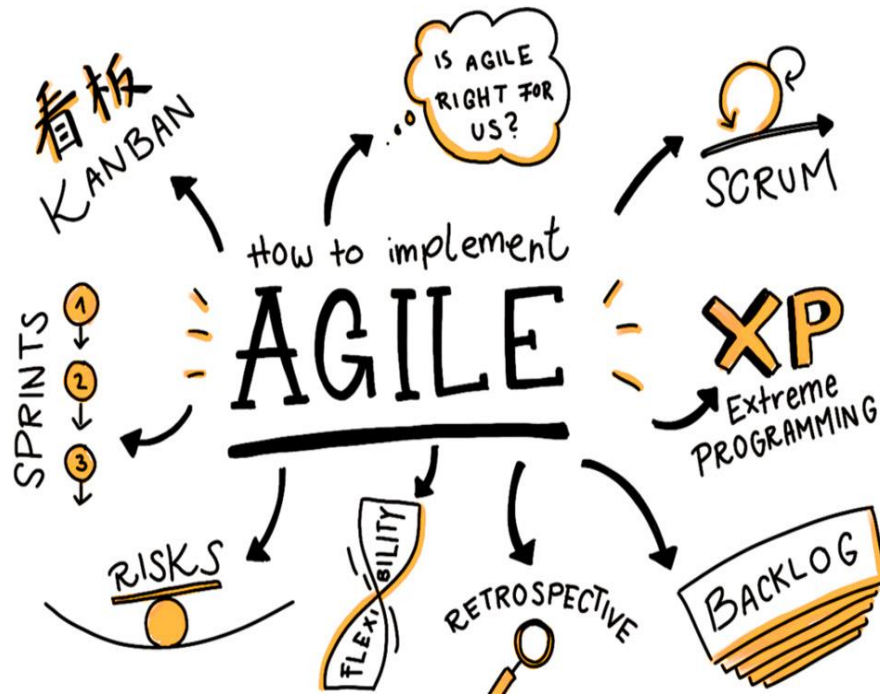 看板
KANBAN
IS AGILE
RIGHT FOR
US?
SCRUM
How to implement
AGILE
SPRINTS
1
2
3
XP
Extreme
PROGRAMMING
RISKS
FLEXIBILITY
RETROSPECTIVE
BACKLOG